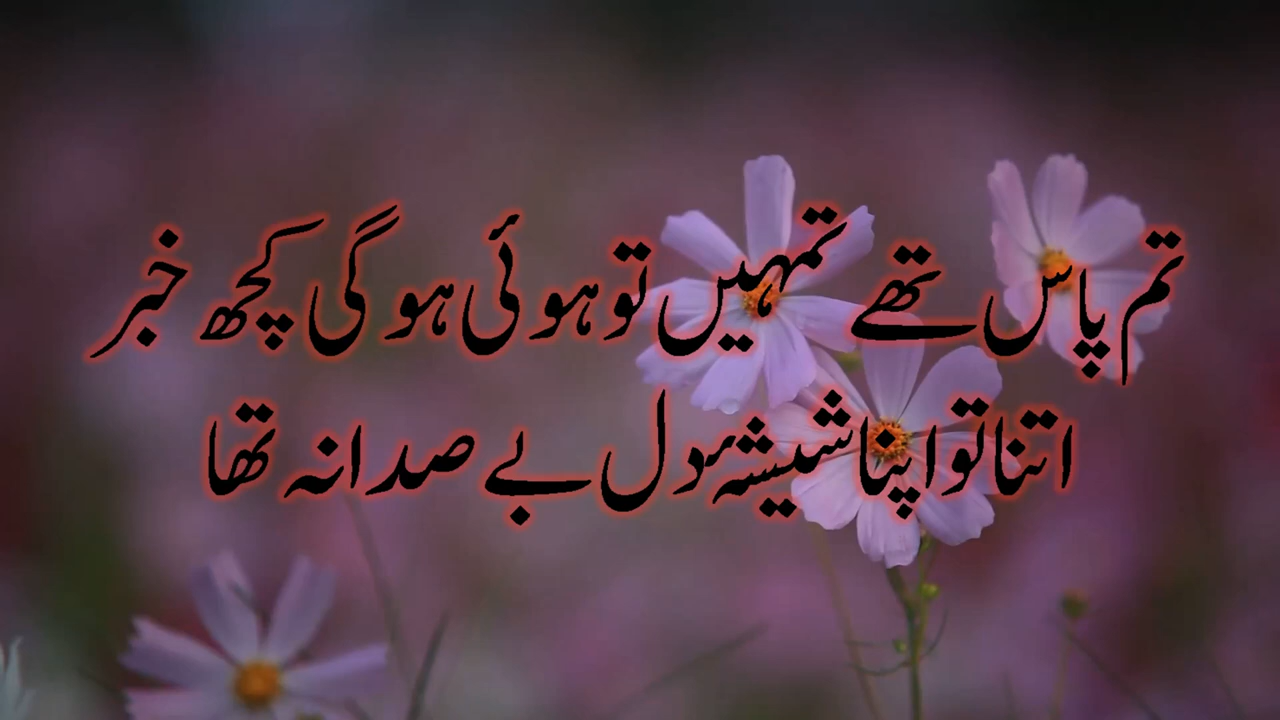 تم پاس تھے تمہیں تو ہوئی ہو گی کچھ خبر
اتنا تو اپنا شیشۂ دل بے صدا نہ تھا